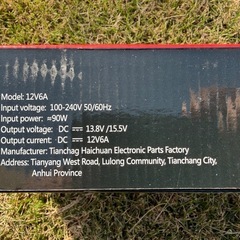 Model: 12V6A
Input voltage: 100-240V 50/60Hz
Input power: ≈90W
Output voltage: DC ⎓ 13.8V /15.5V
Output current: DC ⎓ 12V6A
Manufacturer: Tianchag Haichuan Electronic Parts Factory
Address: Tianyang West Road, Lulong Community, Tianchang City,
Anhui Province